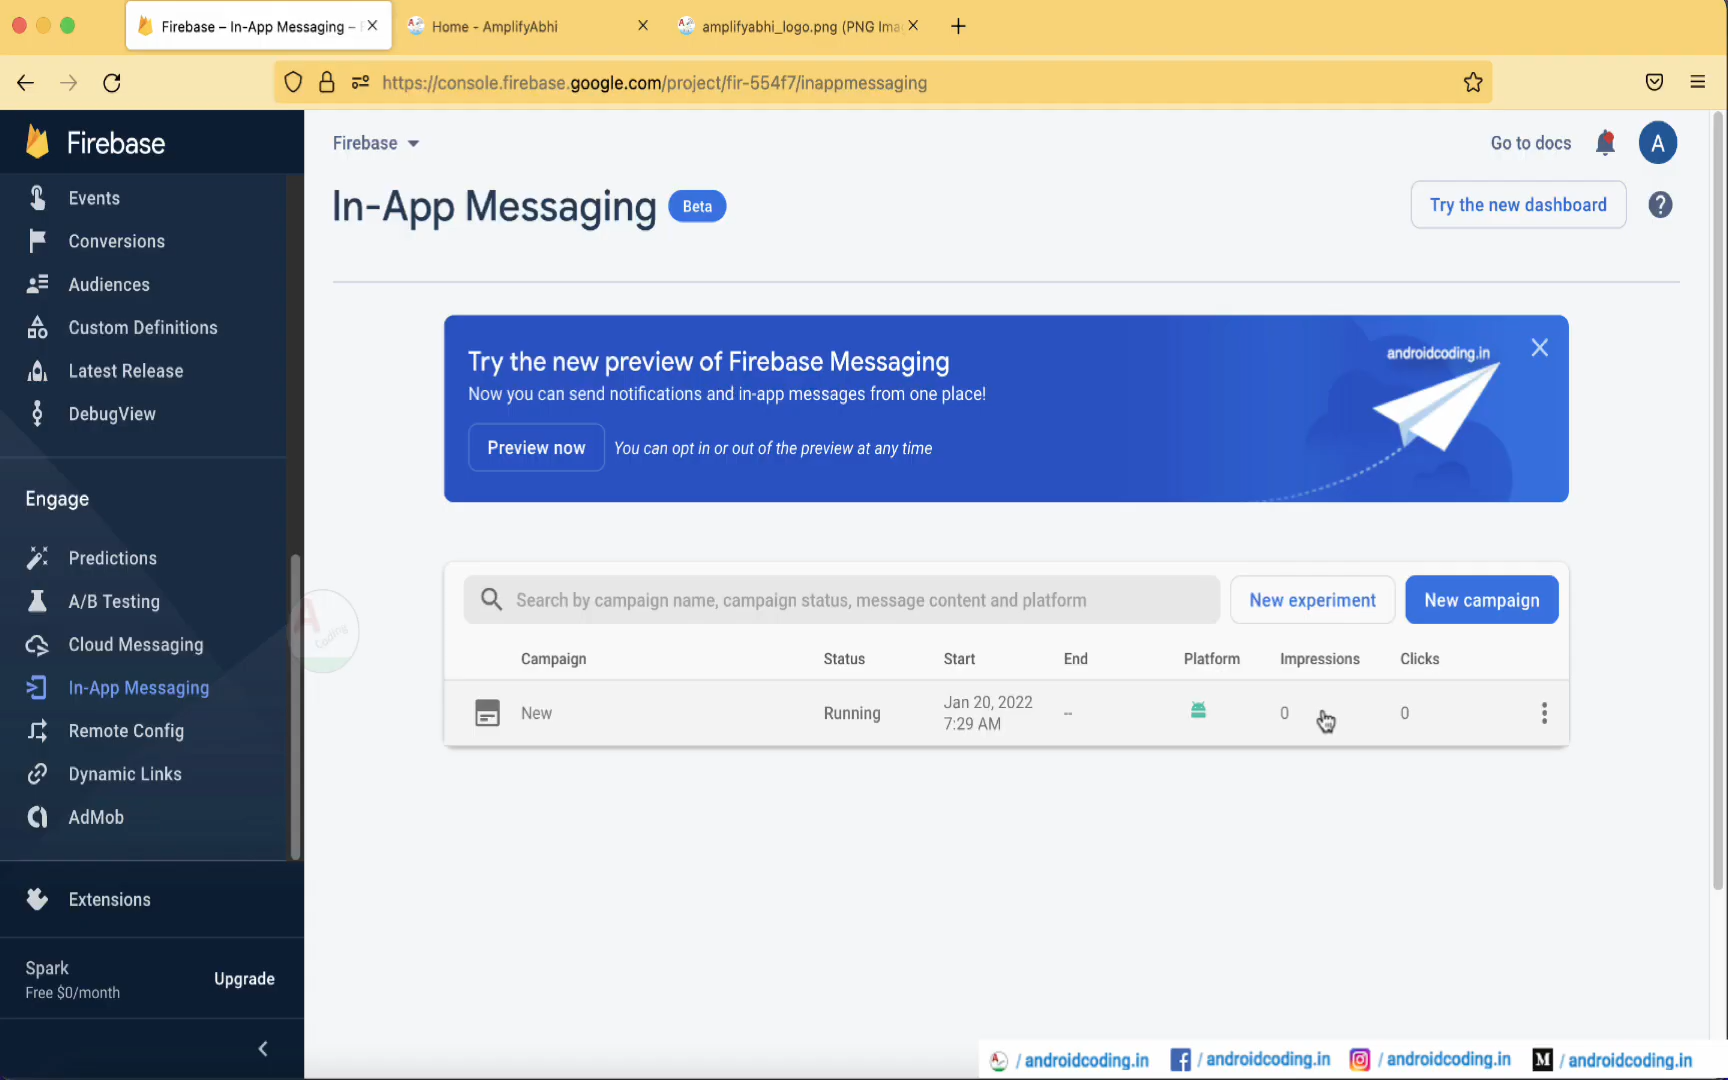 Firebase – In-App Messaging –
Home - AmplifyAbhi
amplifyabhi_logo.png (PNG Ima
https://console.firebase.google.com/project/fir-554f7/inappmessaging
Firebase
Events
Conversions
Audiences
Custom Definitions
Latest Release
DebugView
Engage
Predictions
A/B Testing
Cloud Messaging
In-App Messaging
Remote Config
Dynamic Links
AdMob
Extensions
Spark
Free $0/month
Upgrade
Firebase
Go to docs
A
In-App Messaging
Beta
Try the new dashboard
Try the new preview of Firebase Messaging
Now you can send notifications and in-app messages from one place!
Preview now
You can opt in or out of the preview at any time
androidcoding.in
Search by campaign name, campaign status, message content and platform
New experiment
New campaign
Campaign Status Start End Platform Impressions Clicks
New Running Jan 20, 2022 7:29 AM -- 0 0
A
Coding
/ androidcoding.in / androidcoding.in / androidcoding.in M / androidcoding.in